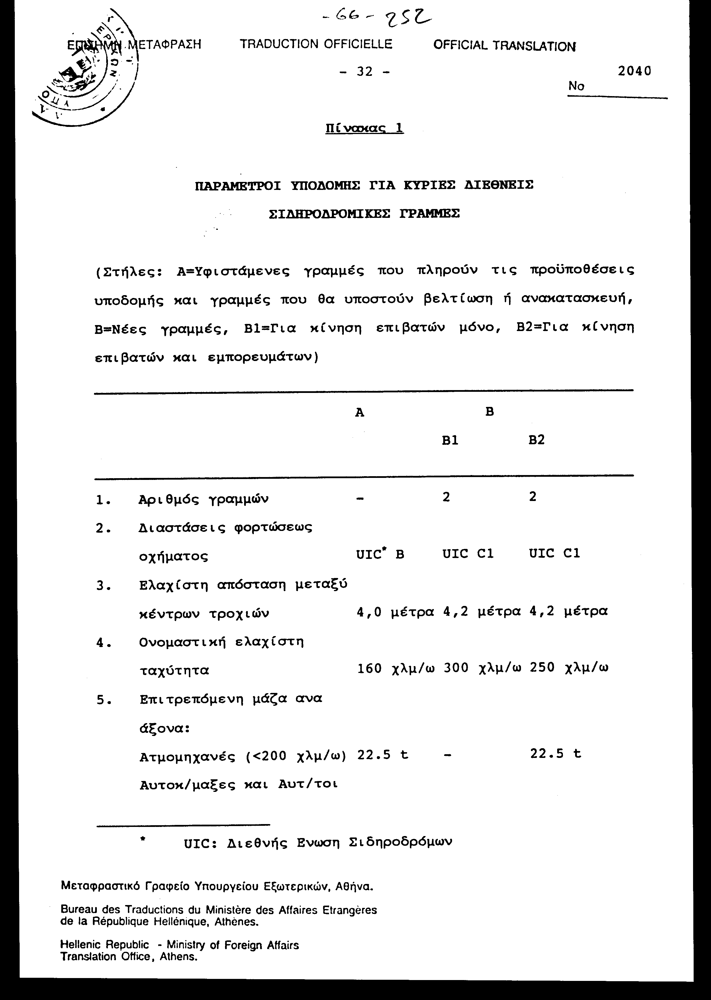 - 66 - 252
ΕΠΙΣΗΜΗ ΜΕΤΑΦΡΑΣΗ TRADUCTION OFFICIELLE OFFICIAL TRANSLATION
- 32 - 2040
No
Πίνακας 1
ΠΑΡΑΜΕΤΡΟΙ ΥΠΟΔΟΜΗΣ ΓΙΑ ΚΥΡΙΕΣ ΔΙΕΘΝΕΙΣ
ΣΙΔΗΡΟΔΡΟΜΙΚΕΣ ΓΡΑΜΜΕΣ
(Στήλες: Α=Υφιστάμενες γραμμές που πληρούν τις προϋποθέσεις
υποδομής και γραμμές που θα υποστούν βελτίωση ή ανακατασκευή,
Β=Νέες γραμμές, Β1=Για κίνηση επιβατών μόνο, Β2=Για κίνηση
επιβατών και εμπορευμάτων)
Α Β
Β1 Β2
1. Αριθμός γραμμών - 2 2
2. Διαστάσεις φορτώσεως
οχήματος UIC* B UIC C1 UIC C1
3. Ελαχίστη απόσταση μεταξύ
κέντρων τροχιών 4,0 μέτρα 4,2 μέτρα 4,2 μέτρα
4. Ονομαστική ελαχίστη
ταχύτητα 160 χλμ/ω 300 χλμ/ω 250 χλμ/ω
5. Επιτρεπόμενη μάζα ανα
άξονα:
Ατμομηχανές (<200 χλμ/ω) 22.5 t - 22.5 t
Αυτοκ/μαξες και Αυτ/τοι
* UIC: Διεθνής Ενωση Σιδηροδρόμων
Μεταφραστικό Γραφείο Υπουργείου Εξωτερικών, Αθήνα.
Bureau des Traductions du Ministère des Affaires Etrangères
de la République Hellénique, Athènes.
Hellenic Republic - Ministry of Foreign Affairs
Translation Office, Athens.